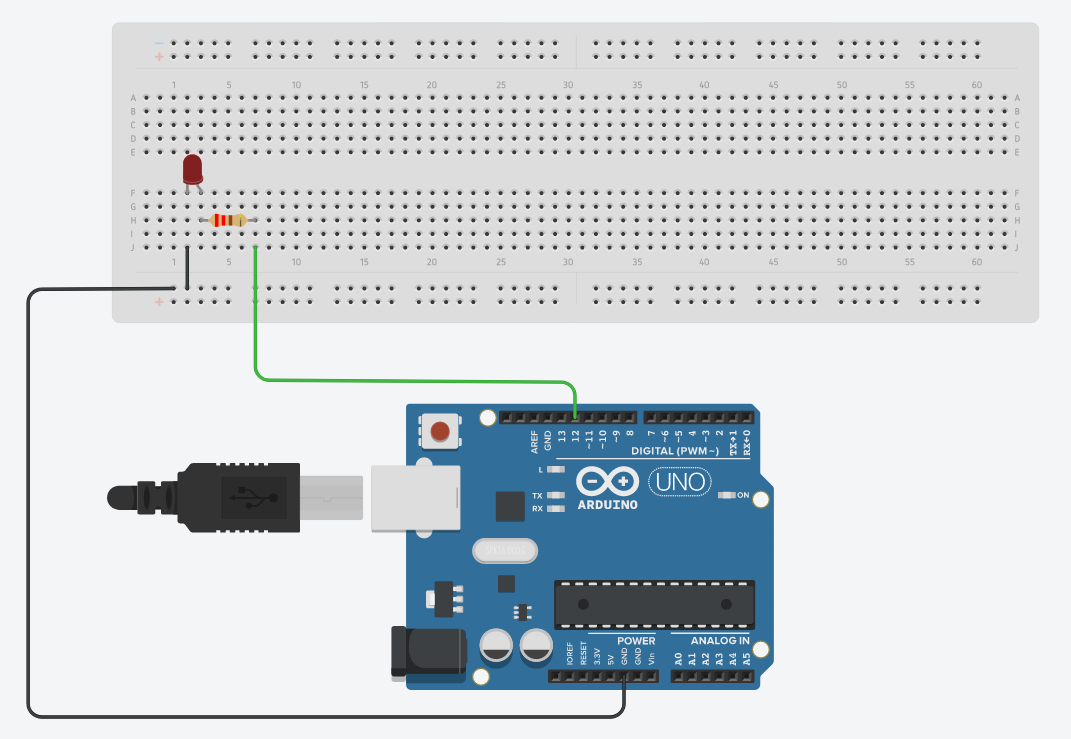 −
+
1 5 10 15 20 25 30 35 40 45 50 55 60
A A
B B
C C
D D
E E
F F
G G
H H
I I
J J
1 5 10 15 20 25 30 35 40 45 50 55 60
+
AREF
GND
13
12
~11
~10
~9
8
7
~6
~5
4
~3
2
TX→1
RX←0
DIGITAL (PWM~)
L
TX
RX
UNO
ARDUINO
ON
POWER
ANALOG IN
IOREF
RESET
3.3V
5V
GND
GND
Vin
A0
A1
A2
A3
A4
A5